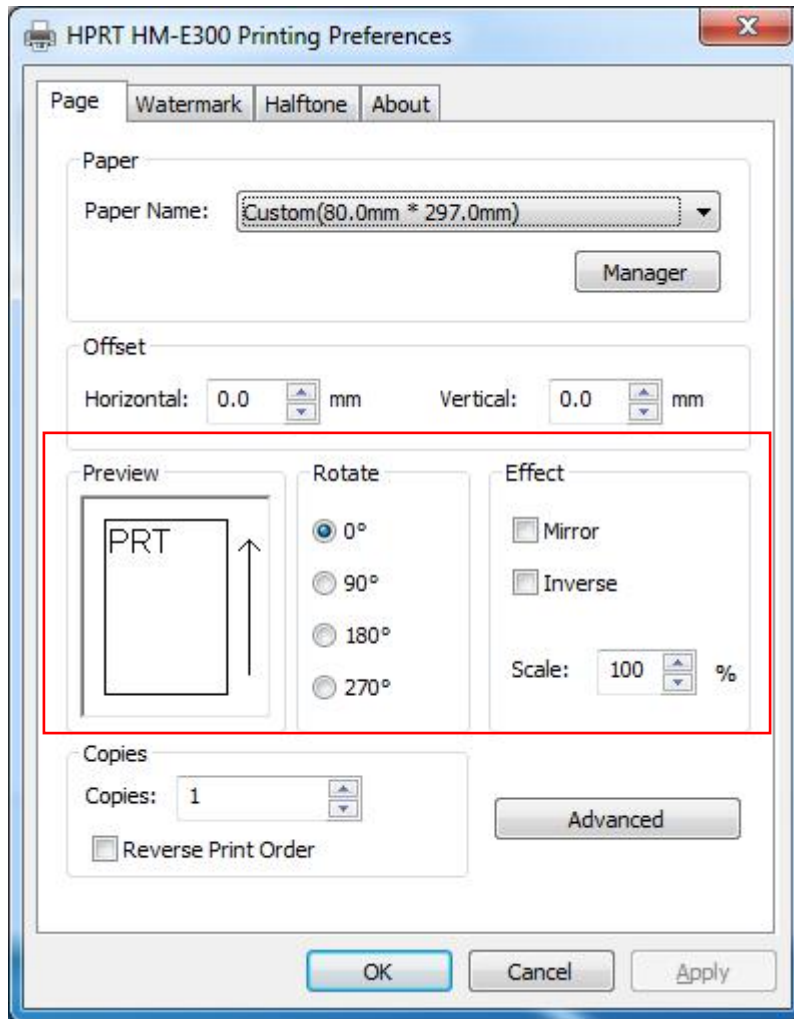 HPRT HM-E300 Printing Preferences
Page Watermark Halftone About
Paper
Paper Name: Custom(80.0mm * 297.0mm)
Manager
Offset
Horizontal: 0.0 mm Vertical: 0.0 mm
Preview Rotate Effect
PRT 0° Mirror
90° Inverse
180°
Scale: 100 %
270°
Copies
Copies: 1
Advanced
Reverse Print Order
OK Cancel Apply